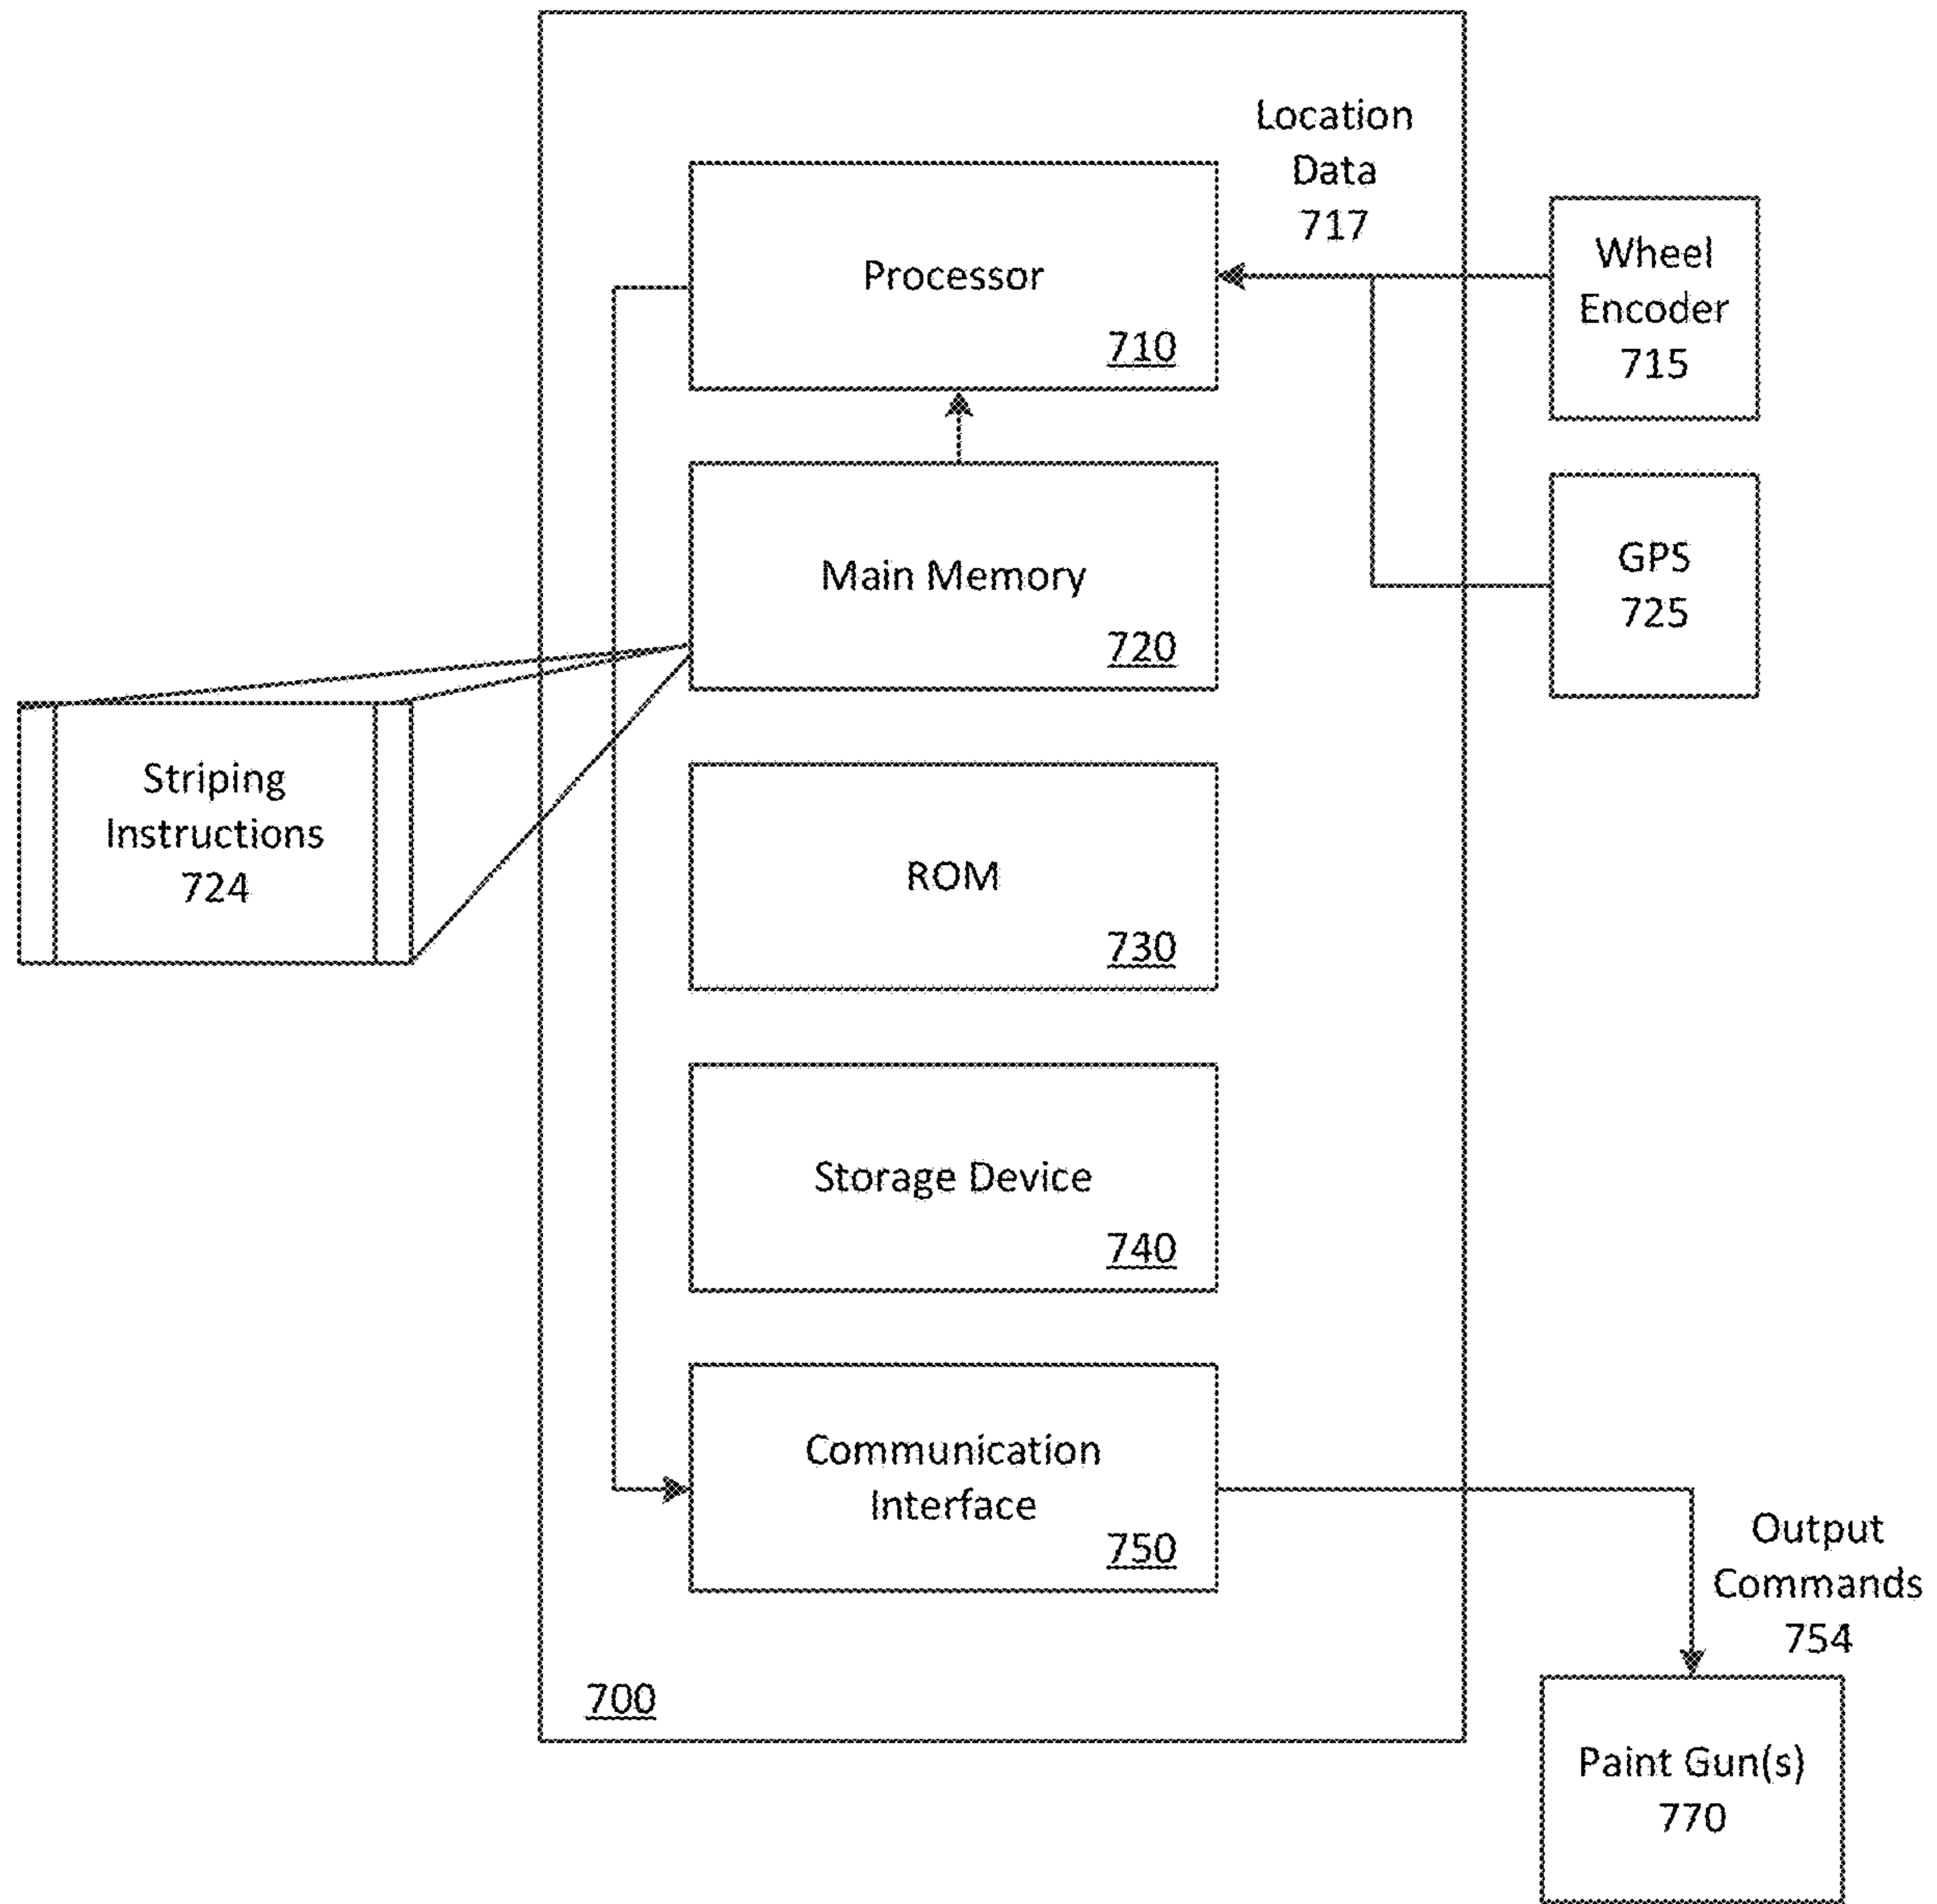 Location
Data
717
Processor
710
Wheel
Encoder
715
Main Memory
720
GPS
725
Striping
Instructions
724
ROM
730
Storage Device
740
Communication
Interface
750
Output
Commands
754
700
Paint Gun(s)
770